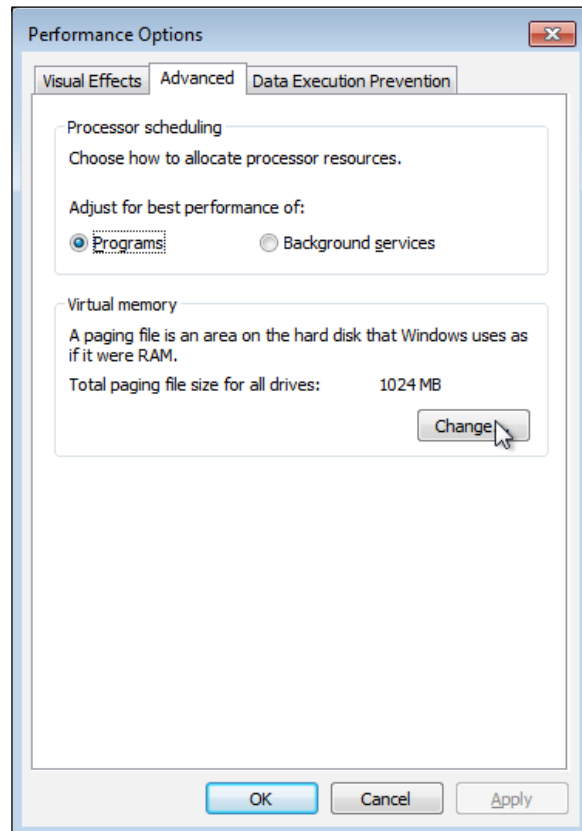 Performance Options
Visual Effects Advanced Data Execution Prevention
Processor scheduling
Choose how to allocate processor resources.
Adjust for best performance of:
Programs Background services
Virtual memory
A paging file is an area on the hard disk that Windows uses as
if it were RAM.
Total paging file size for all drives: 1024 MB
Change...
OK Cancel Apply